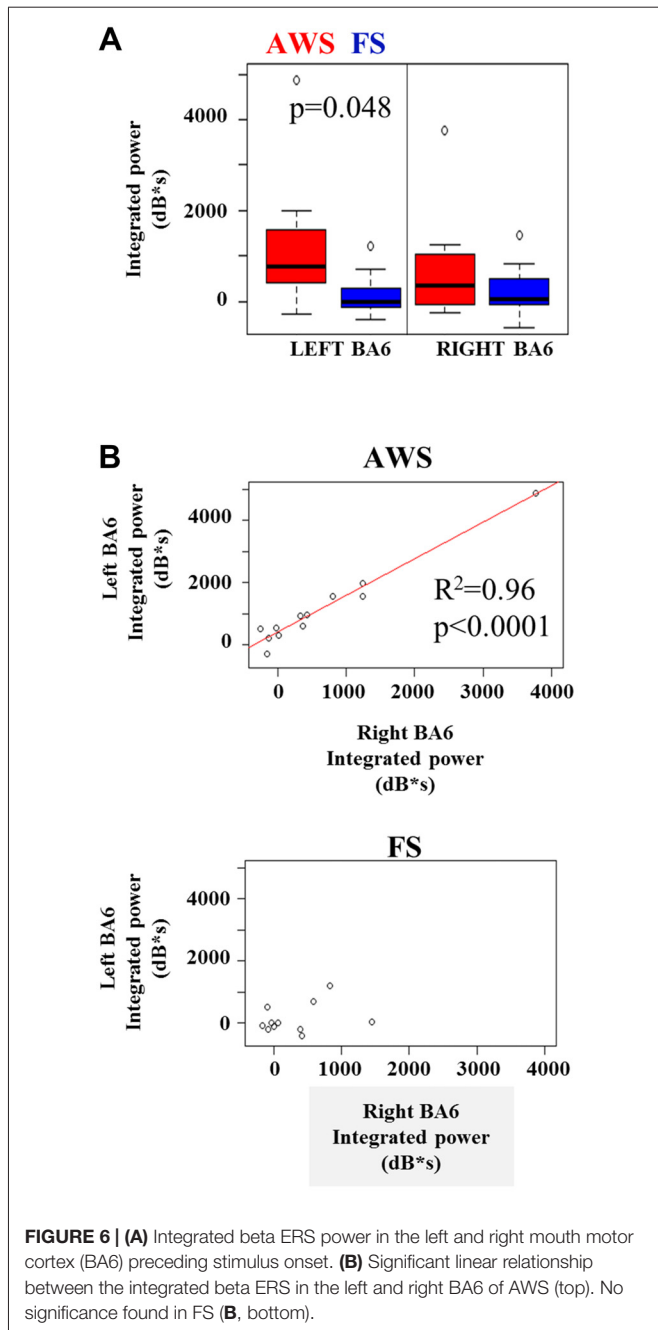 A
AWS FS
Integrated power
(dB*s)
4000
2000
0
p=0.048
LEFT BA6
RIGHT BA6
B
AWS
Left BA6
Integrated power
(dB*s)
4000
2000
0
R²=0.96
p<0.0001
0 1000 2000 3000 4000
Right BA6
Integrated power
(dB*s)
FS
Left BA6
Integrated power
(dB*s)
4000
2000
0
0 1000 2000 3000 4000
Right BA6
Integrated power
(dB*s)
FIGURE 6 | (A) Integrated beta ERS power in the left and right mouth motor
cortex (BA6) preceding stimulus onset. (B) Significant linear relationship
between the integrated beta ERS in the left and right BA6 of AWS (top). No
significance found in FS (B, bottom).